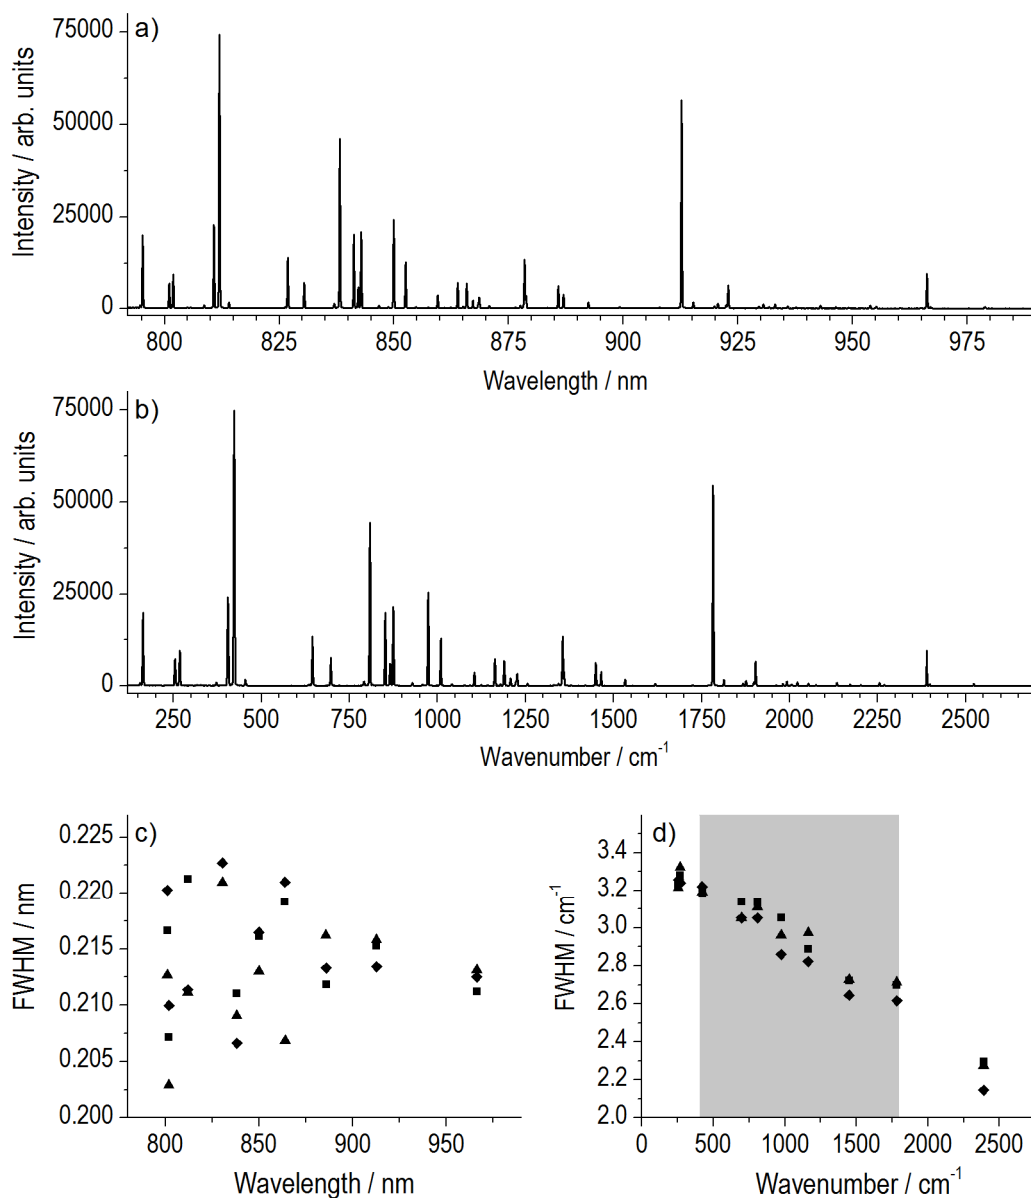 a)
Intensity / arb. units
75000
50000
25000
0
800 825 850 875 900 925 950 975
Wavelength / nm
b)
Intensity / arb. units
75000
50000
25000
0
250 500 750 1000 1250 1500 1750 2000 2250 2500
Wavenumber / cm⁻¹
c)
FWHM / nm
0.225
0.220
0.215
0.210
0.205
0.200
800 850 900 950
Wavelength / nm
d)
FWHM / cm⁻¹
3.4
3.2
3.0
2.8
2.6
2.4
2.2
2.0
0 500 1000 1500 2000 2500
Wavenumber / cm⁻¹